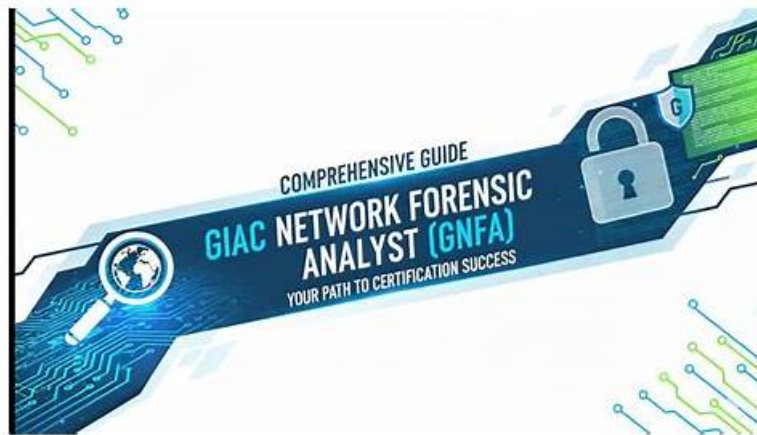 COMPREHENSIVE GUIDE
GIAC NETWORK FORENSIC
ANALYST (GNFA)
YOUR PATH TO CERTIFICATION SUCCESS
G